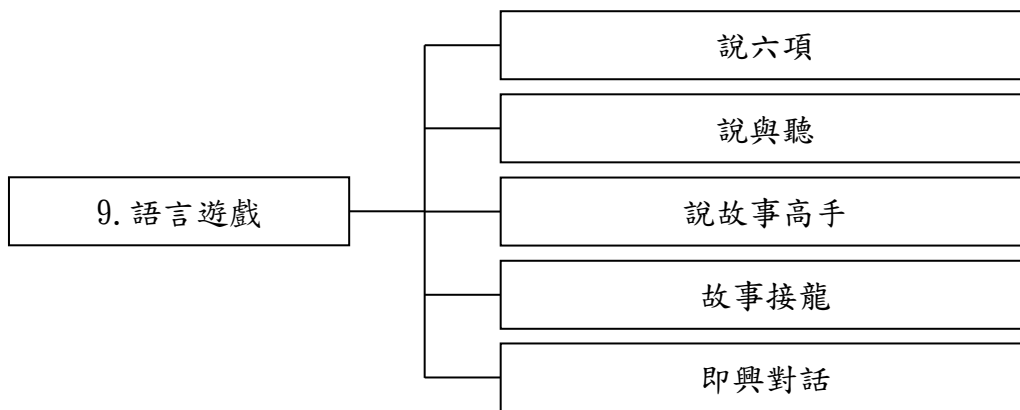 9.語言遊戲
說六項
說與聽
說故事高手
故事接龍
即興對話